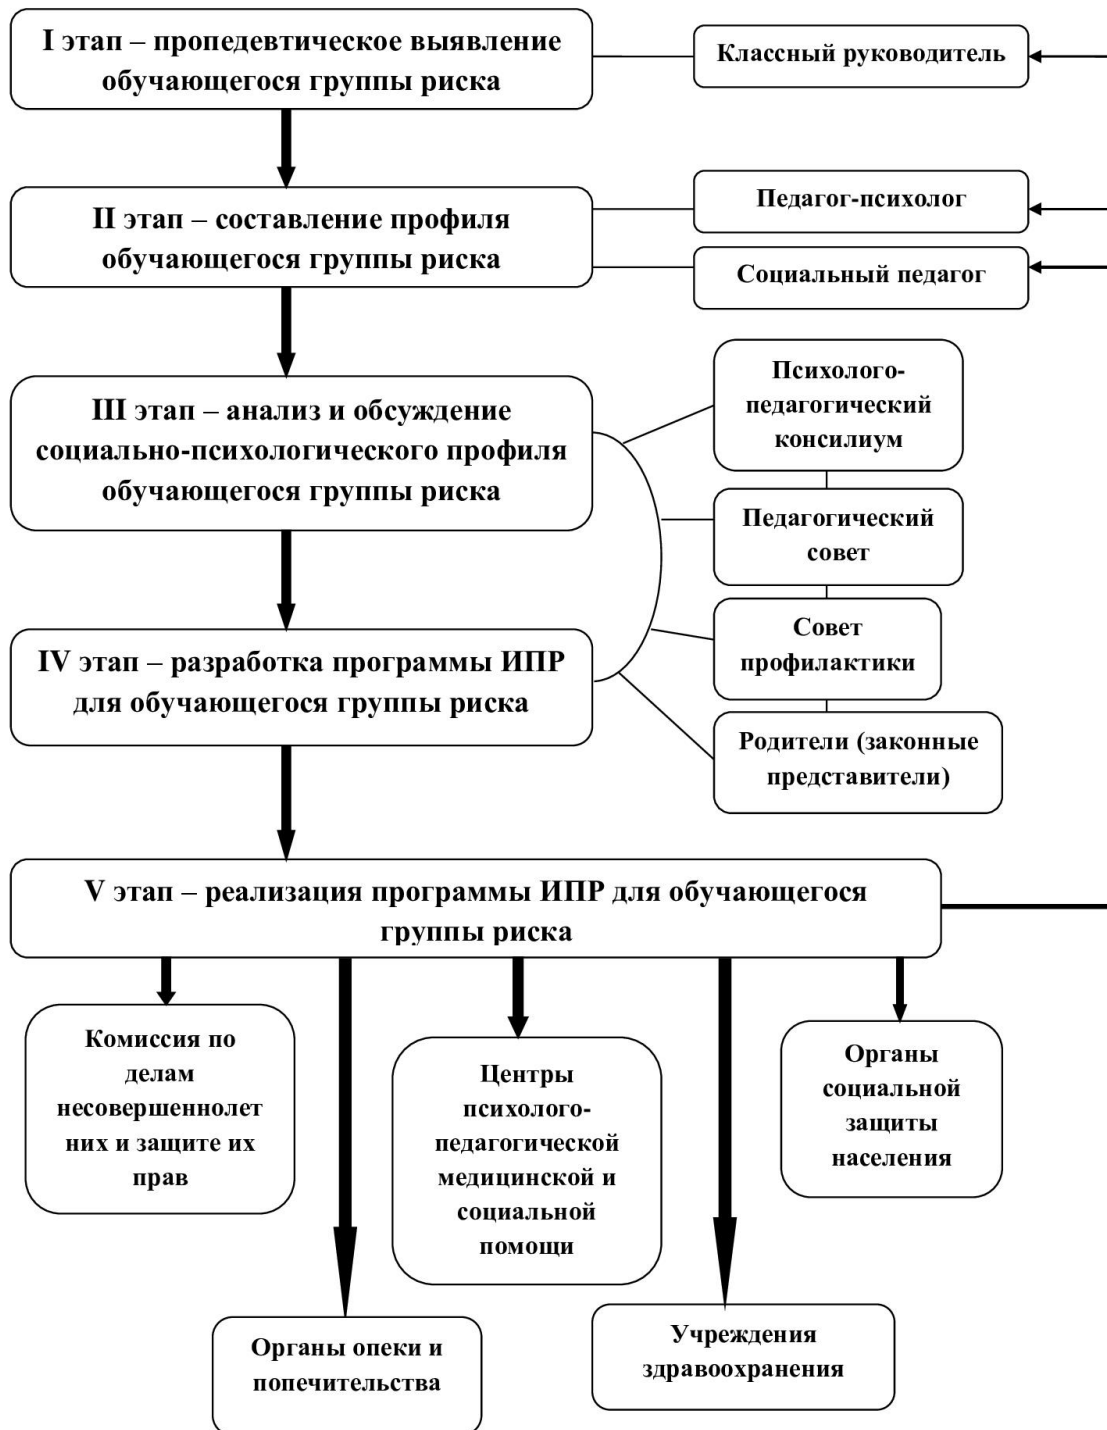 I этап – пропедевтическое выявление
обучающегося группы риска
Классный руководитель
II этап – составление профиля
обучающегося группы риска
Педагог-психолог
Социальный педагог
III этап – анализ и обсуждение
социально-психологического профиля
обучающегося группы риска
Психолого-
педагогический
консилиум
Педагогический
совет
IV этап – разработка программы ИПР
для обучающегося группы риска
Совет
профилактики
Родители (законные
представители)
V этап – реализация программы ИПР для обучающегося
группы риска
Комиссия по
делам
несовершеннолет
них и защите их
прав
Органы опеки и
попечительства
Центры
психолого-
педагогической
медицинской и
социальной
помощи
Учреждения
здравоохранения
Органы
социальной
защиты
населения